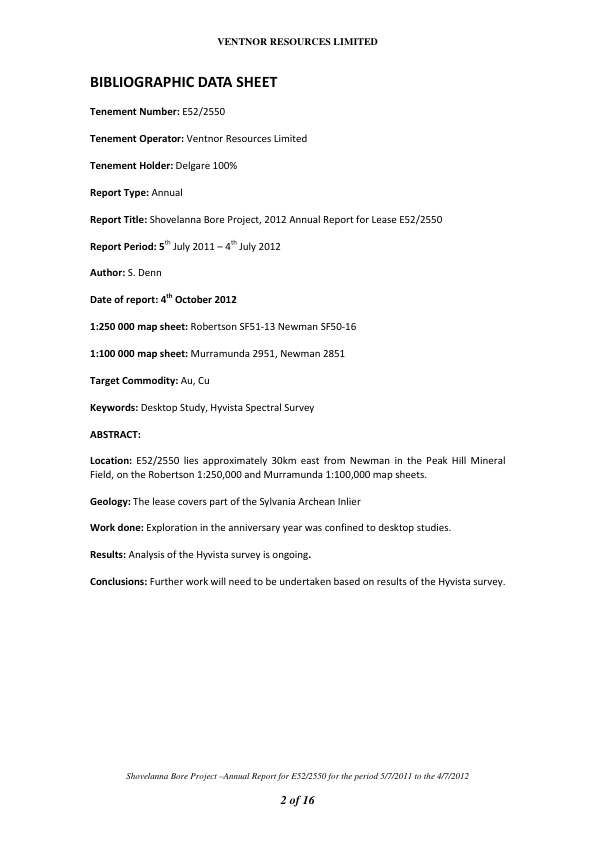 VENTNOR RESOURCES LIMITED
BIBLIOGRAPHIC DATA SHEET
Tenement Number: E52/2550
Tenement Operator: Ventnor Resources Limited
Tenement Holder: Delgare 100%
Report Type: Annual
Report Title: Shovelanna Bore Project, 2012 Annual Report for Lease E52/2550
Report Period: 5th July 2011 – 4th July 2012
Author: S. Denn
Date of report: 4th October 2012
1:250 000 map sheet: Robertson SF51-13 Newman SF50-16
1:100 000 map sheet: Murramunda 2951, Newman 2851
Target Commodity: Au, Cu
Keywords: Desktop Study, Hyvista Spectral Survey
ABSTRACT:
Location: E52/2550 lies approximately 30km east from Newman in the Peak Hill Mineral
Field, on the Robertson 1:250,000 and Murramunda 1:100,000 map sheets.
Geology: The lease covers part of the Sylvania Archean Inlier
Work done: Exploration in the anniversary year was confined to desktop studies.
Results: Analysis of the Hyvista survey is ongoing.
Conclusions: Further work will need to be undertaken based on results of the Hyvista survey.
Shovelanna Bore Project –Annual Report for E52/2550 for the period 5/7/2011 to the 4/7/2012
2 of 16